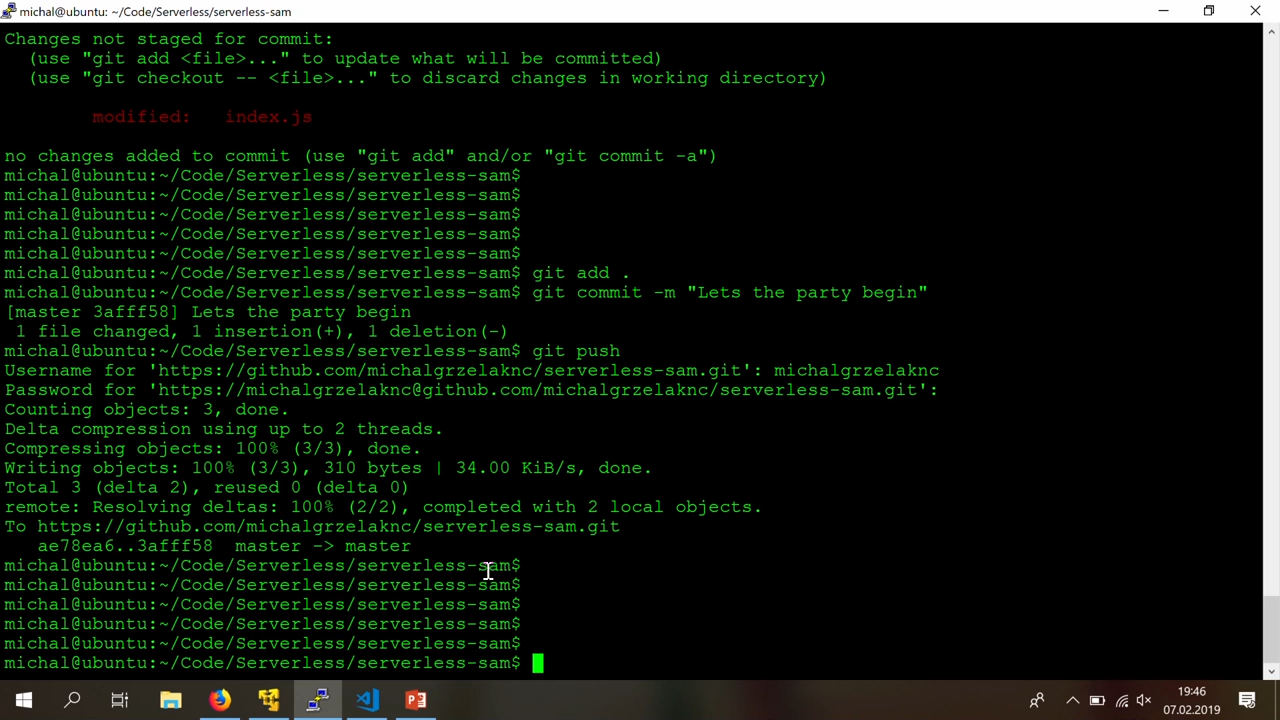 michal@ubuntu: ~/Code/Serverless/serverless-sam
Changes not staged for commit:
(use "git add <file>..." to update what will be committed)
(use "git checkout -- <file>..." to discard changes in working directory)
modified: index.js
no changes added to commit (use "git add" and/or "git commit -a")
michal@ubuntu:~/Code/Serverless/serverless-sam$
michal@ubuntu:~/Code/Serverless/serverless-sam$
michal@ubuntu:~/Code/Serverless/serverless-sam$
michal@ubuntu:~/Code/Serverless/serverless-sam$
michal@ubuntu:~/Code/Serverless/serverless-sam$
michal@ubuntu:~/Code/Serverless/serverless-sam$ git add .
michal@ubuntu:~/Code/Serverless/serverless-sam$ git commit -m "Lets the party begin"
[master 3afff58] Lets the party begin
1 file changed, 1 insertion(+), 1 deletion(-)
michal@ubuntu:~/Code/Serverless/serverless-sam$ git push
Username for 'https://github.com/michalgrzelaknc/serverless-sam.git': michalgrzelaknc
Password for 'https://michalgrzelaknc@github.com/michalgrzelaknc/serverless-sam.git':
Counting objects: 3, done.
Delta compression using up to 2 threads.
Compressing objects: 100% (3/3), done.
Writing objects: 100% (3/3), 310 bytes | 34.00 KiB/s, done.
Total 3 (delta 2), reused 0 (delta 0)
remote: Resolving deltas: 100% (2/2), completed with 2 local objects.
To https://github.com/michalgrzelaknc/serverless-sam.git
ae78ea6..3afff58 master -> master
michal@ubuntu:~/Code/Serverless/serverless-sam$
michal@ubuntu:~/Code/Serverless/serverless-sam$
michal@ubuntu:~/Code/Serverless/serverless-sam$
michal@ubuntu:~/Code/Serverless/serverless-sam$
michal@ubuntu:~/Code/Serverless/serverless-sam$
michal@ubuntu:~/Code/Serverless/serverless-sam$
19:46
07.02.2019